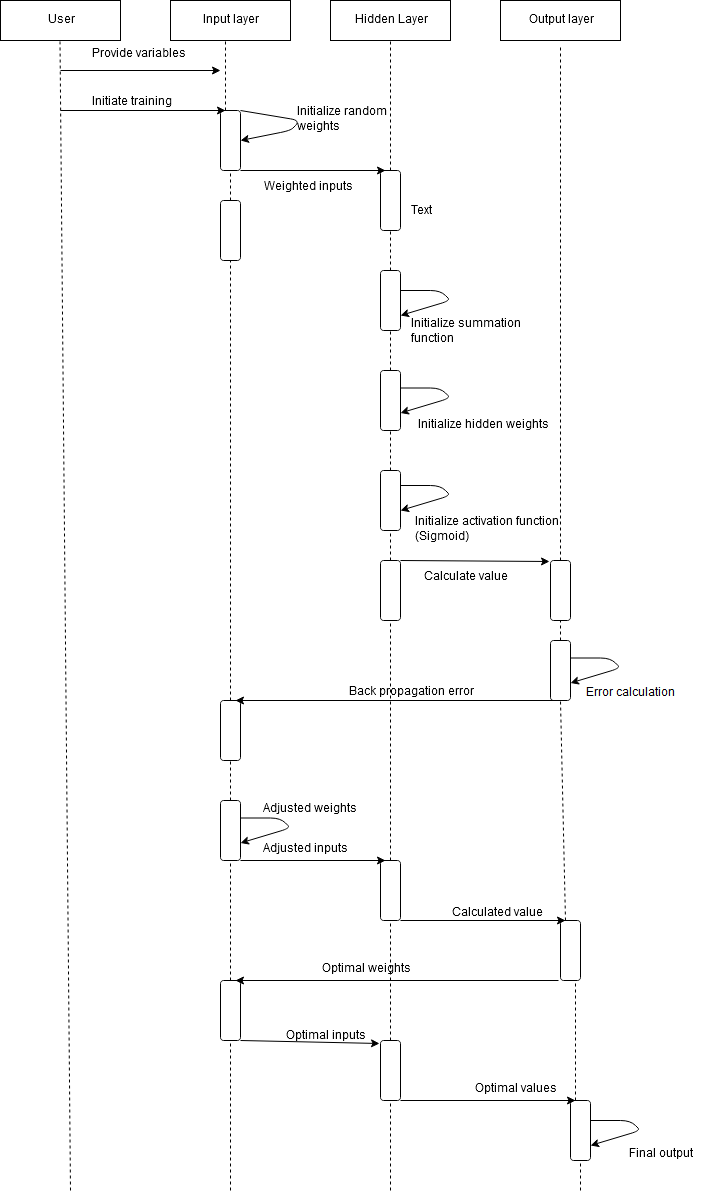 User
Input layer
Hidden Layer
Output layer
Provide variables
Initiate training
Initialize random
weights
Weighted inputs
Text
Initialize summation
function
Initialize hidden weights
Initialize activation function
(Sigmoid)
Calculate value
Back propagation error
Error calculation
Adjusted weights
Adjusted inputs
Calculated value
Optimal weights
Optimal inputs
Optimal values
Final output